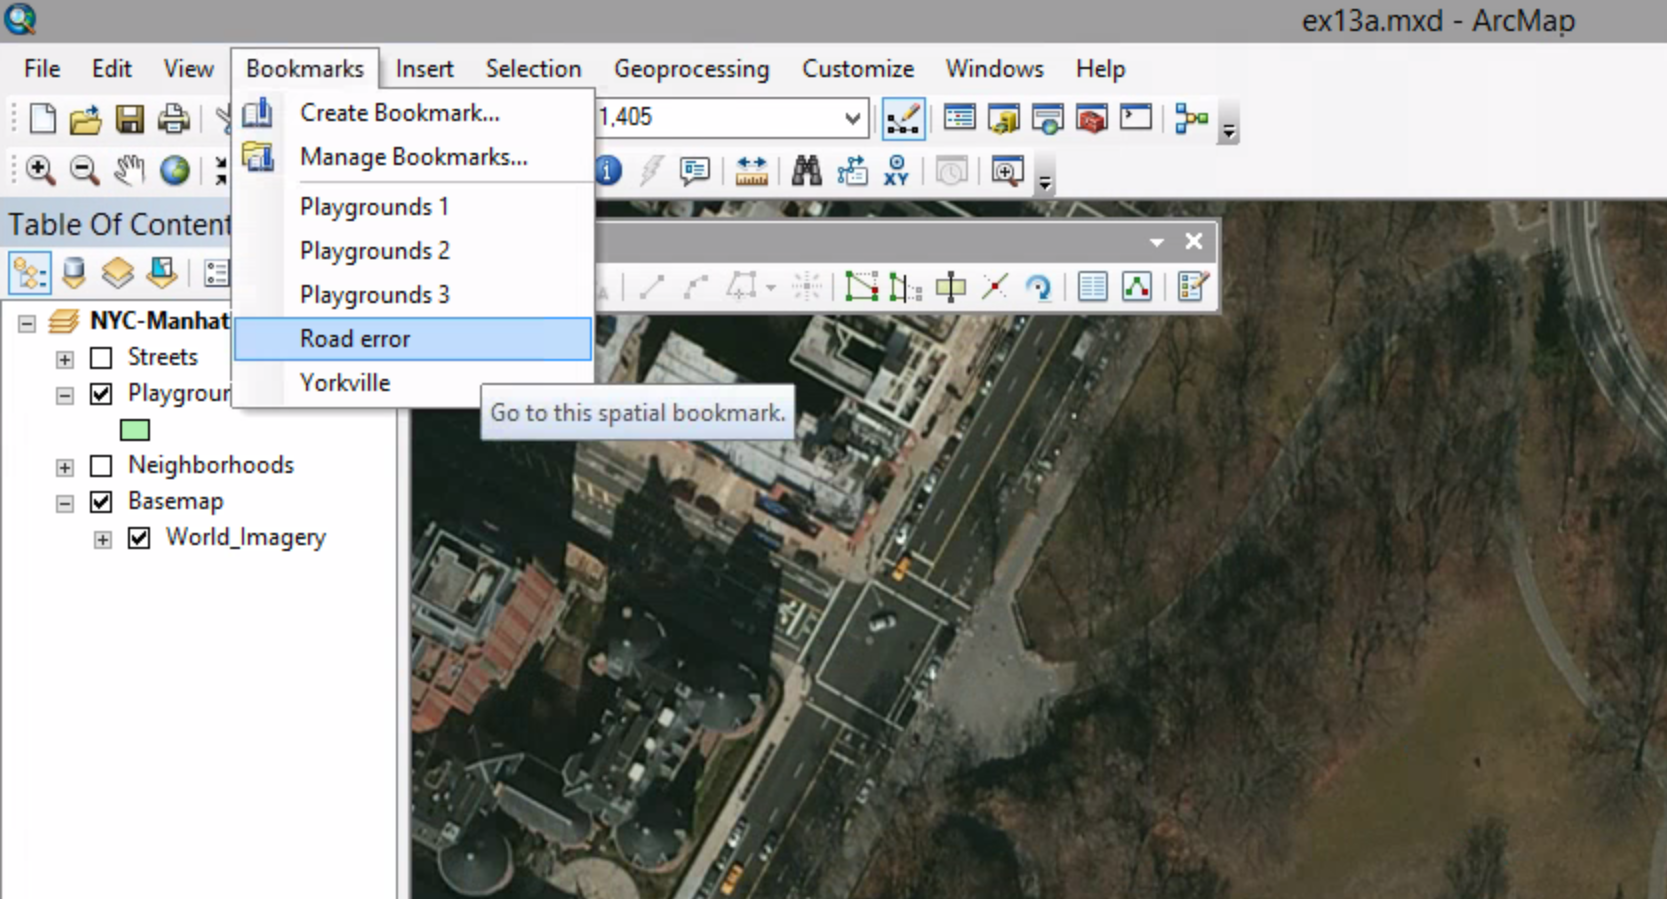 ex13a.mxd - ArcMap
File Edit View Bookmarks Insert Selection Geoprocessing Customize Windows Help
Create Bookmark...
1,405
Manage Bookmarks...
XY
Playgrounds 1
Table Of Content
Playgrounds 2
Playgrounds 3
NYC-Manhat
Road error
Streets
Yorkville
Playgroun
Go to this spatial bookmark.
Neighborhoods
Basemap
World_Imagery